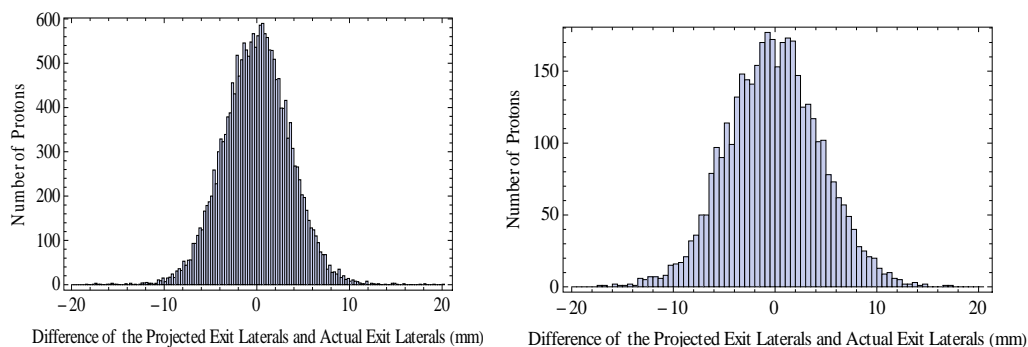 600
500
400
300
200
100
0
Number of Protons
−20 −10 0 10 20
Difference of the Projected Exit Laterals and Actual Exit Laterals (mm)
150
100
50
0
Number of Protons
−20 −10 0 10 20
Difference of the Projected Exit Laterals and Actual Exit Laterals (mm)